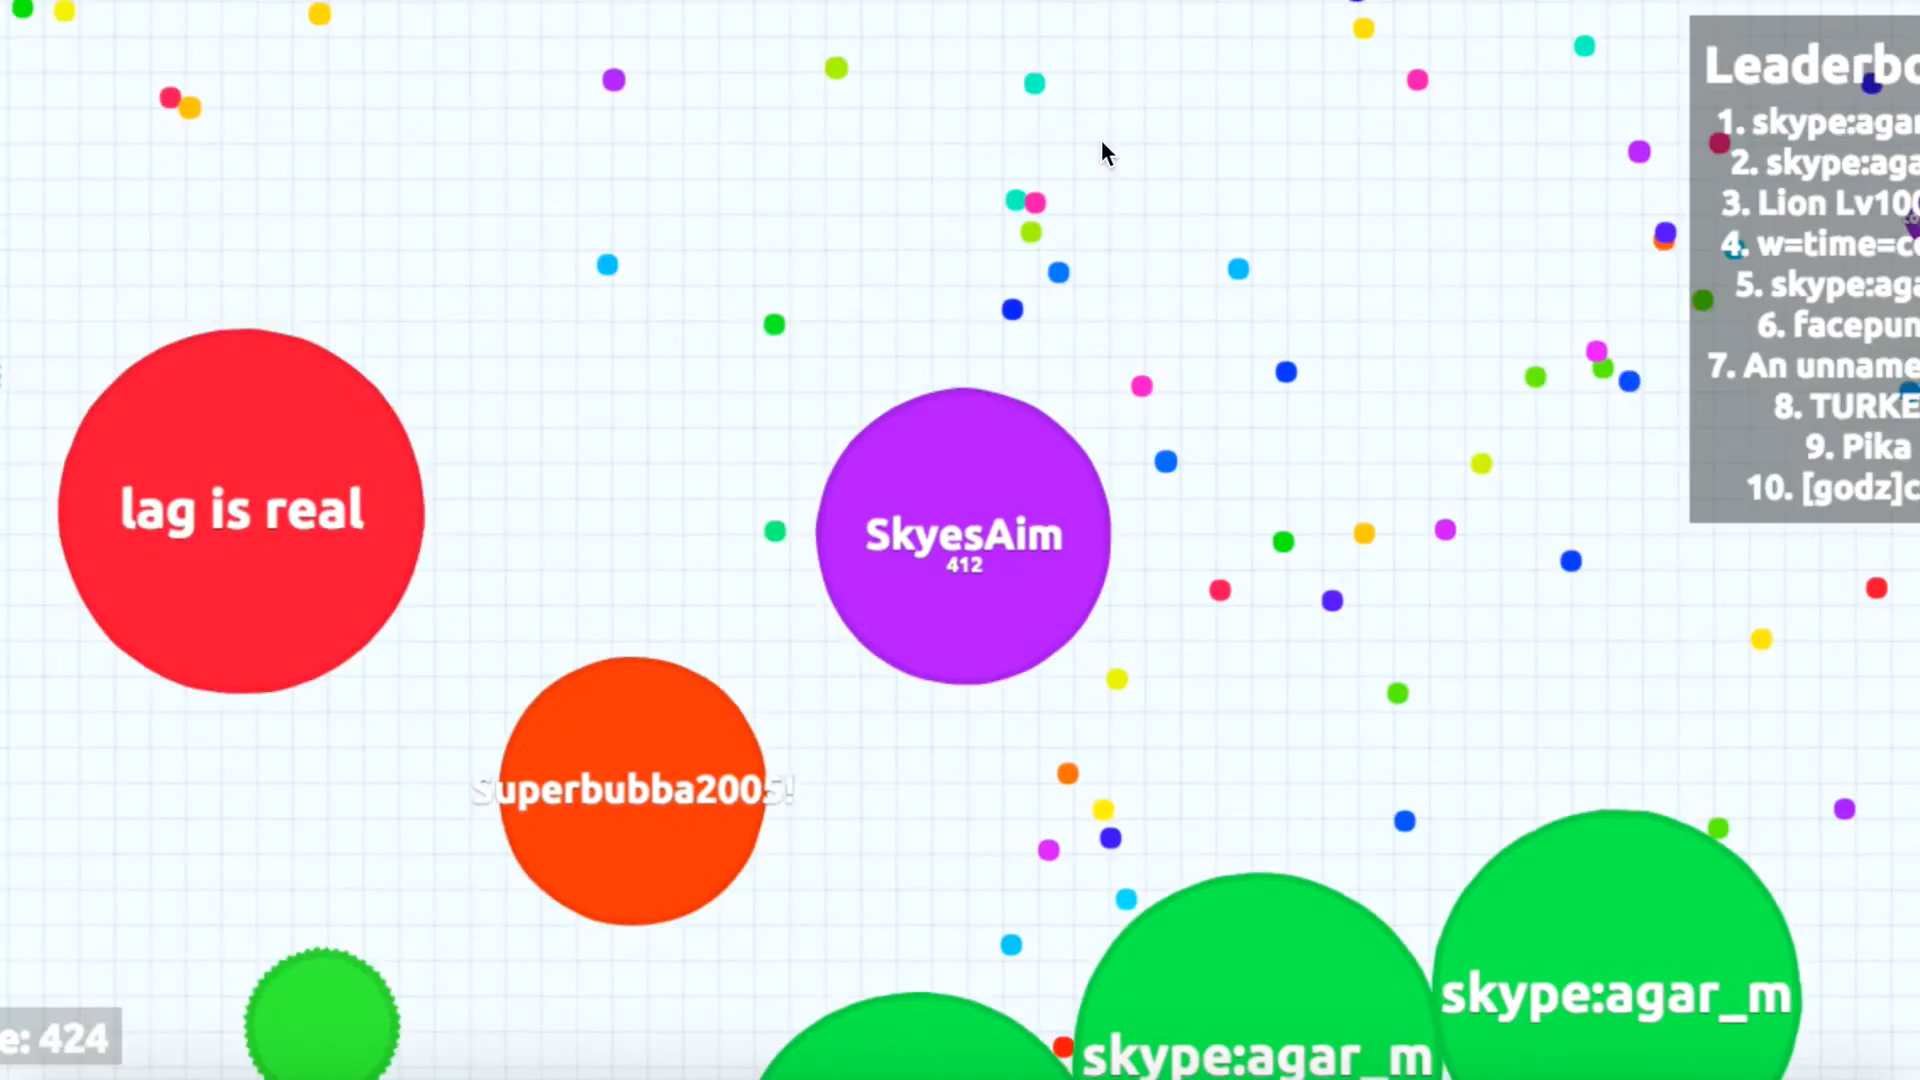 Leaderbo
1. skype:agar
2. skype:aga
3. Lion Lv100
4. w=time=c
5. skype:aga
6. facepun
7. An unname
8. TURKE
9. Pika
10. [godz]c
lag is real
SkyesAim
412
Superbubba2005!
skype:agar_m
skype:agar_m
e: 424